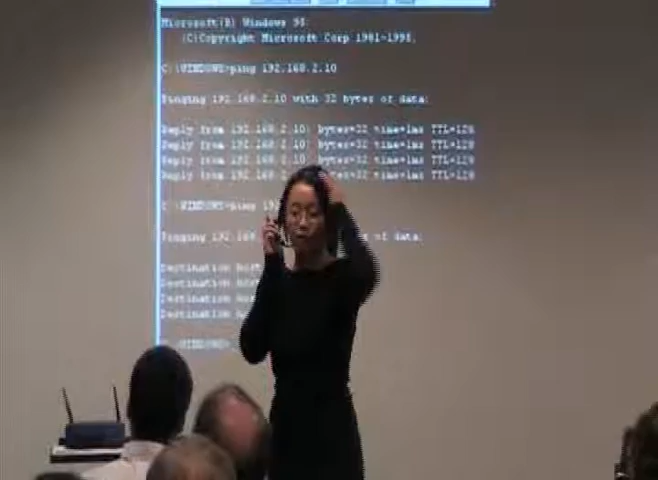 Microsoft(R) Windows 98
(C)Copyright Microsoft Corp 1981-1998.
C:\WINDOWS>ping 192.168.2.10
Pinging 192.168.2.10 with 32 bytes of data:
Reply from 192.168.2.10: bytes=32 time=1ms TTL=128
Reply from 192.168.2.10: bytes=32 time=1ms TTL=128
Reply from 192.168.2.10: bytes=32 time=1ms TTL=128
Reply from 192.168.2.10: bytes=32 time=1ms TTL=128
C:\WINDOWS>ping
Pinging 192.168 of data:
Destination host
Destination
Destination
Destination
C:\WINDOWS>